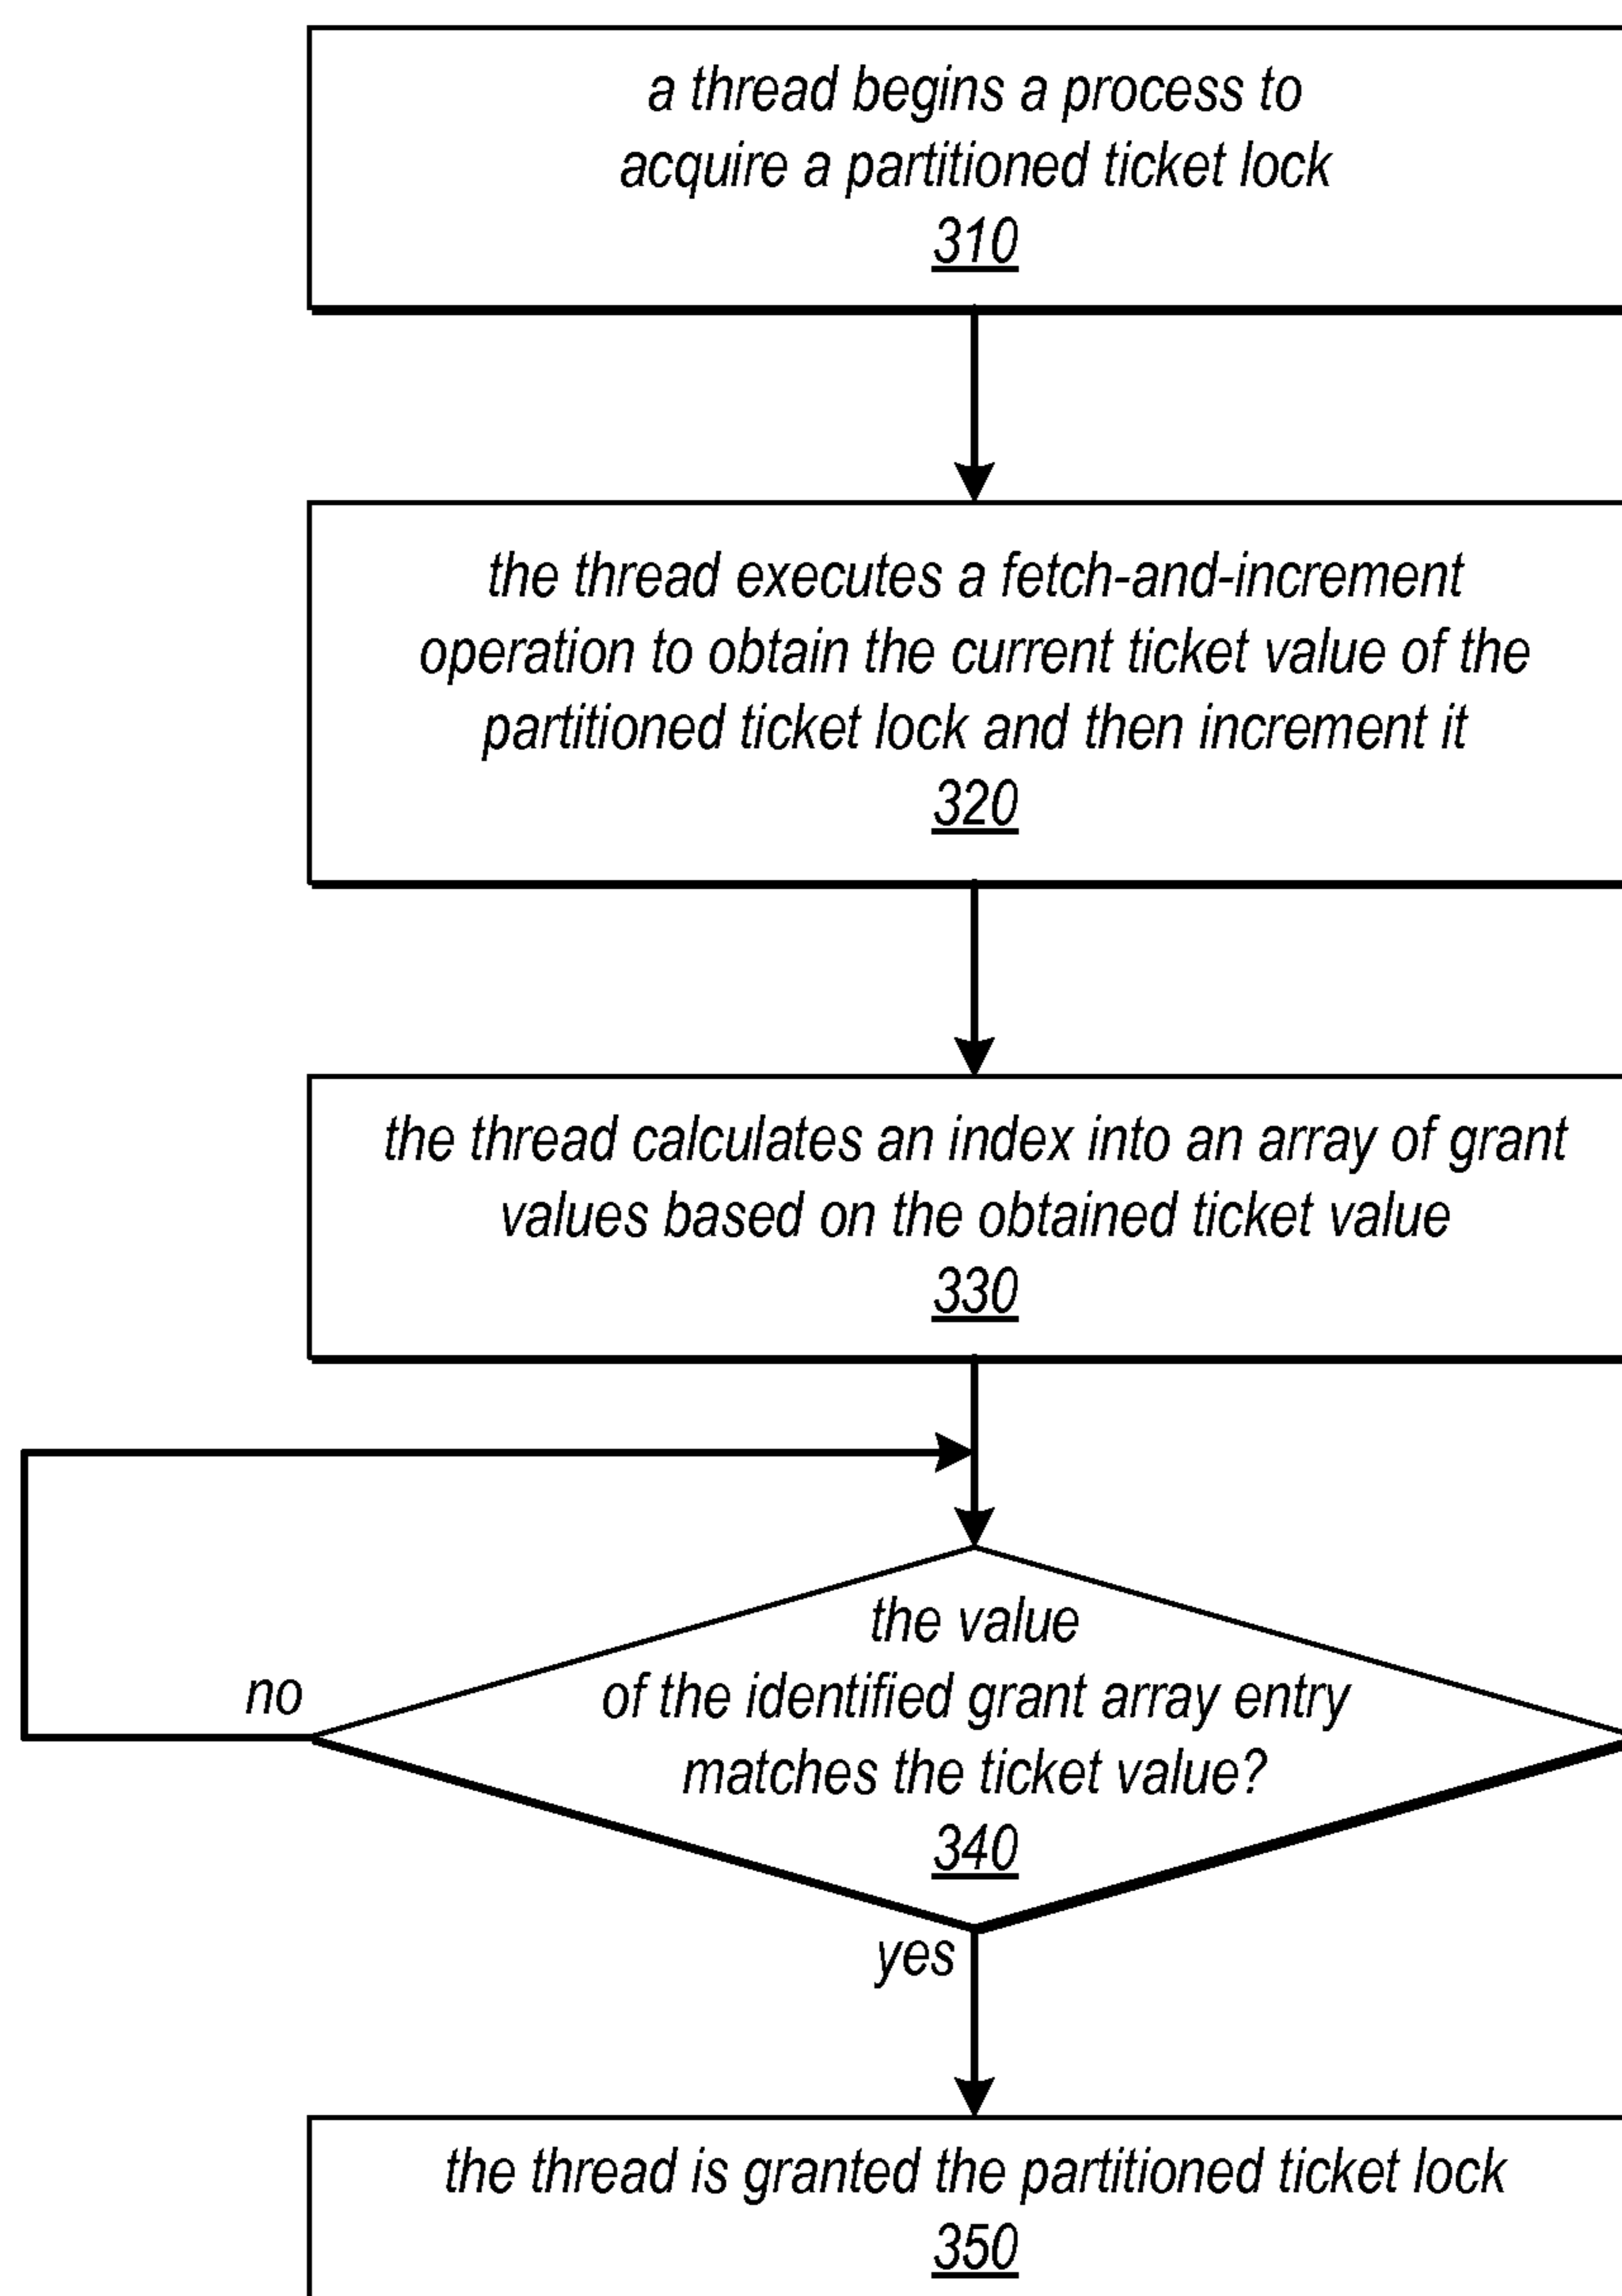 a thread begins a process to
acquire a partitioned ticket lock
310
the thread executes a fetch-and-increment
operation to obtain the current ticket value of the
partitioned ticket lock and then increment it
320
the thread calculates an index into an array of grant
values based on the obtained ticket value
330
the value
of the identified grant array entry
matches the ticket value?
340
no
yes
the thread is granted the partitioned ticket lock
350